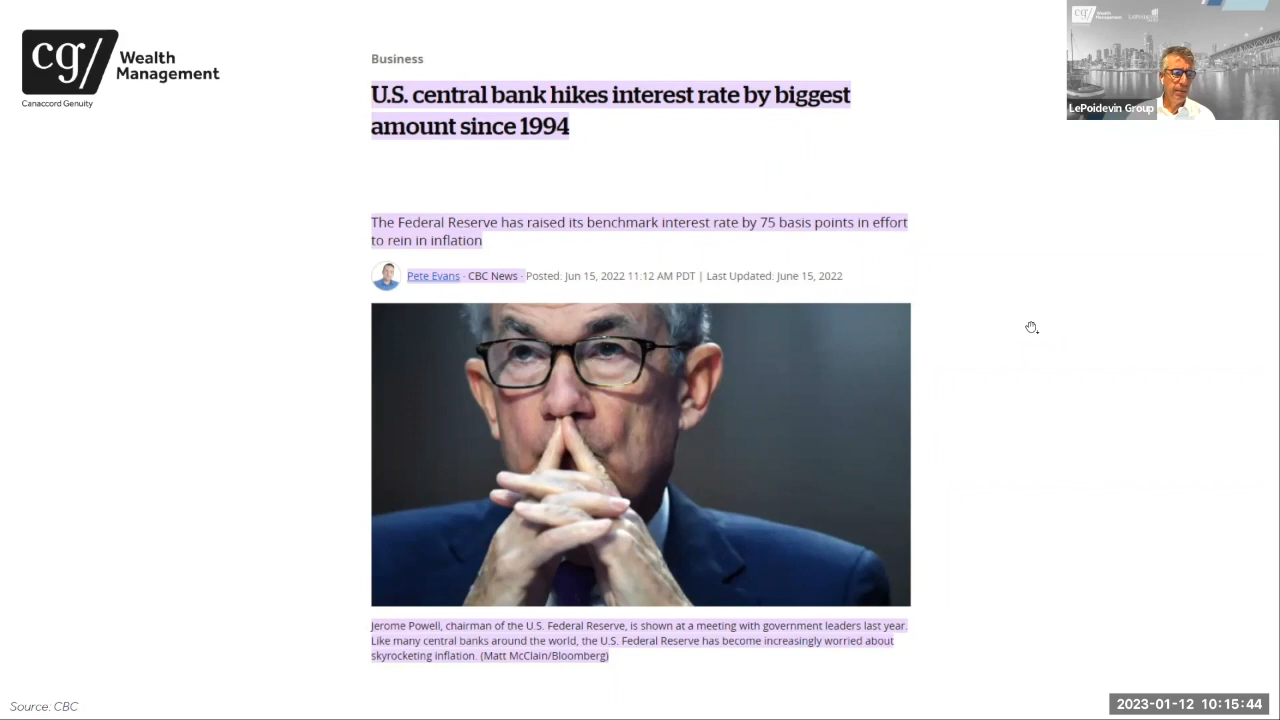 cg/ Wealth
Management
Canaccord Genuity
Business
U.S. central bank hikes interest rate by biggest
amount since 1994
The Federal Reserve has raised its benchmark interest rate by 75 basis points in effort
to rein in inflation
Pete Evans · CBC News · Posted: Jun 15, 2022 11:12 AM PDT | Last Updated: June 15, 2022
Jerome Powell, chairman of the U.S. Federal Reserve, is shown at a meeting with government leaders last year.
Like many central banks around the world, the U.S. Federal Reserve has become increasingly worried about
skyrocketing inflation. (Matt McClain/Bloomberg)
Source: CBC
cg/ Wealth
Management
LePoidevin Group
2023-01-12 10:15:44